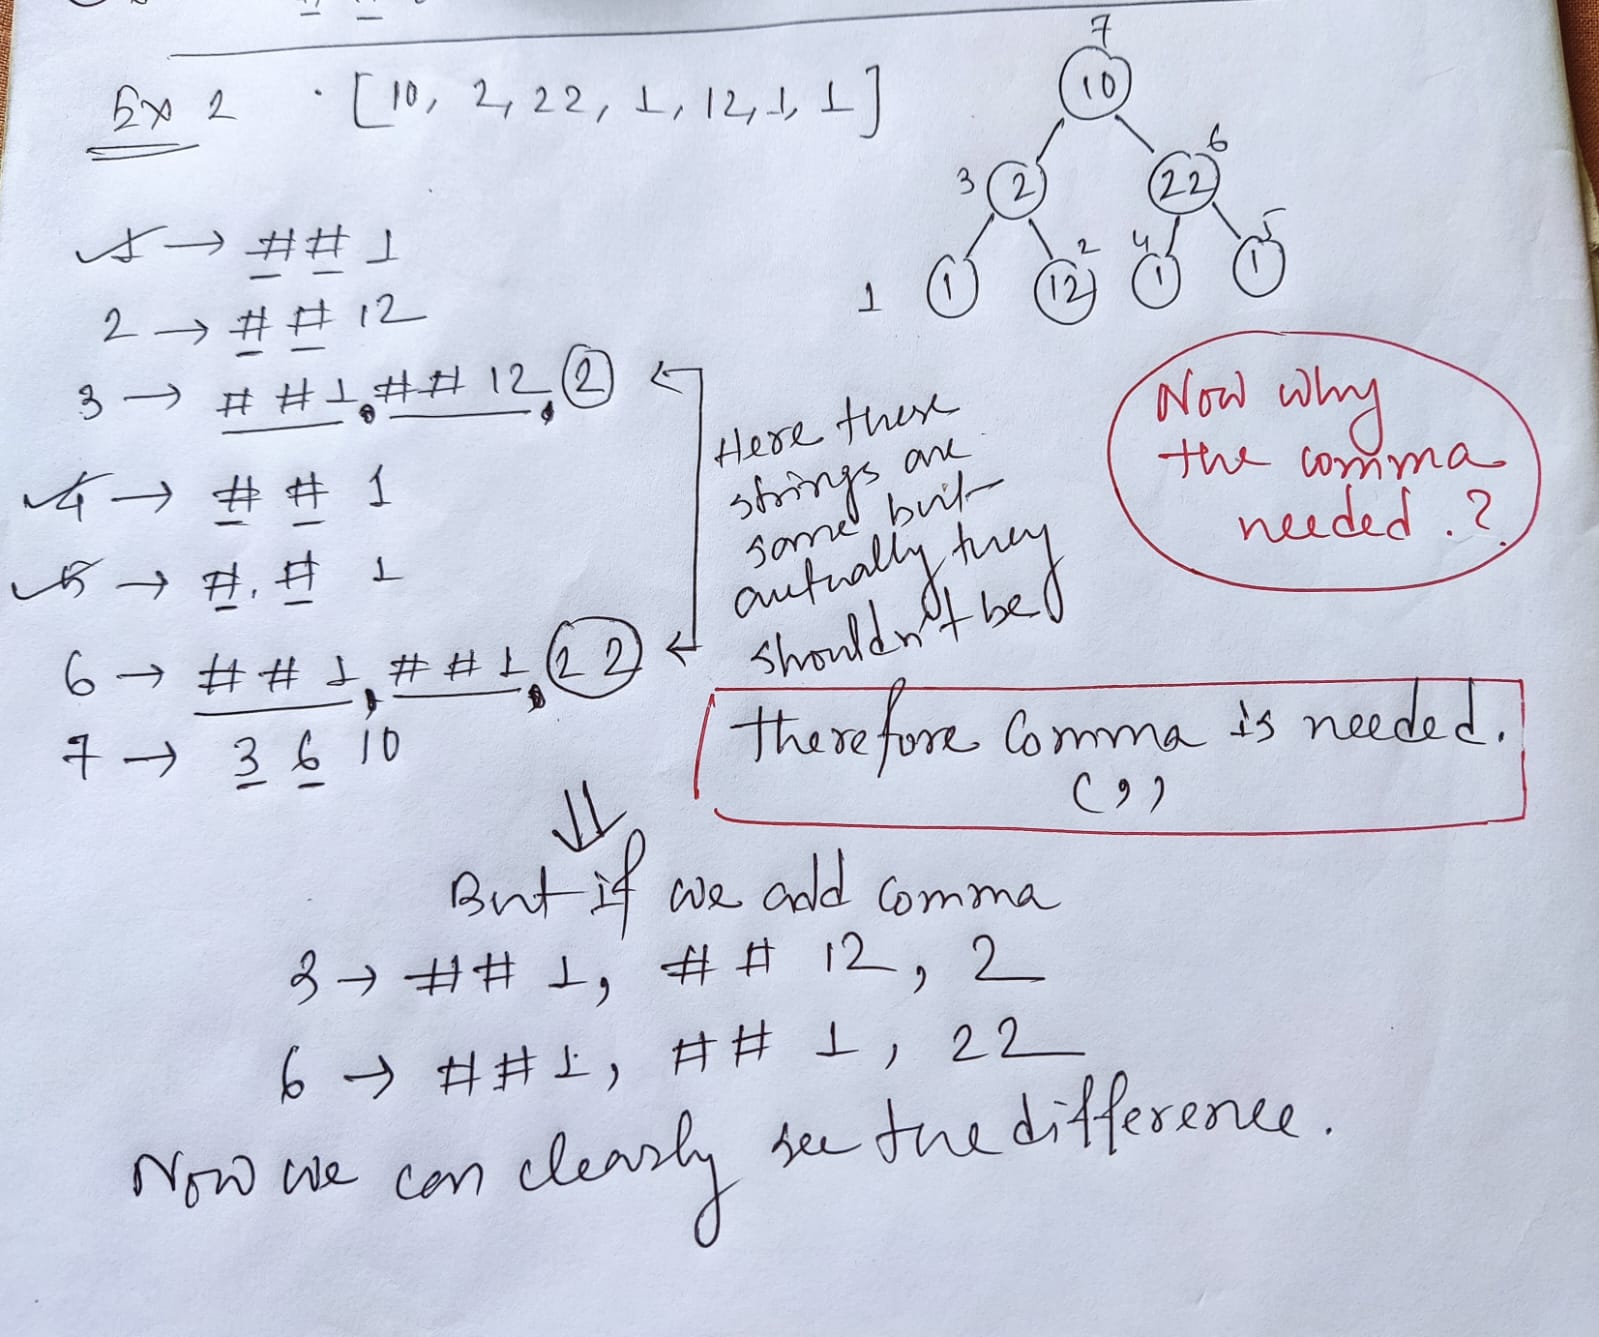 Ex 2 . [10, 2, 22, 1, 12, 1, 1]
7
10
3 2 22 6
1 1 12 2 4 1 1 5
1 → # # 1
2 → # # 12
3 → # # 1, # # 12, 2
4 → # # 1
5 → # . # 1
6 → # # 1, # # 1, 22
7 → 3 6 10
Here these
strings are
same but
actually they
shouldn't be
Now why
the comma
needed . ?
Therefore Comma is needed.
( , )
But if we add comma
3 → # # 1, # # 12, 2
6 → # # 1, # # 1, 22
Now we can clearly see the difference.